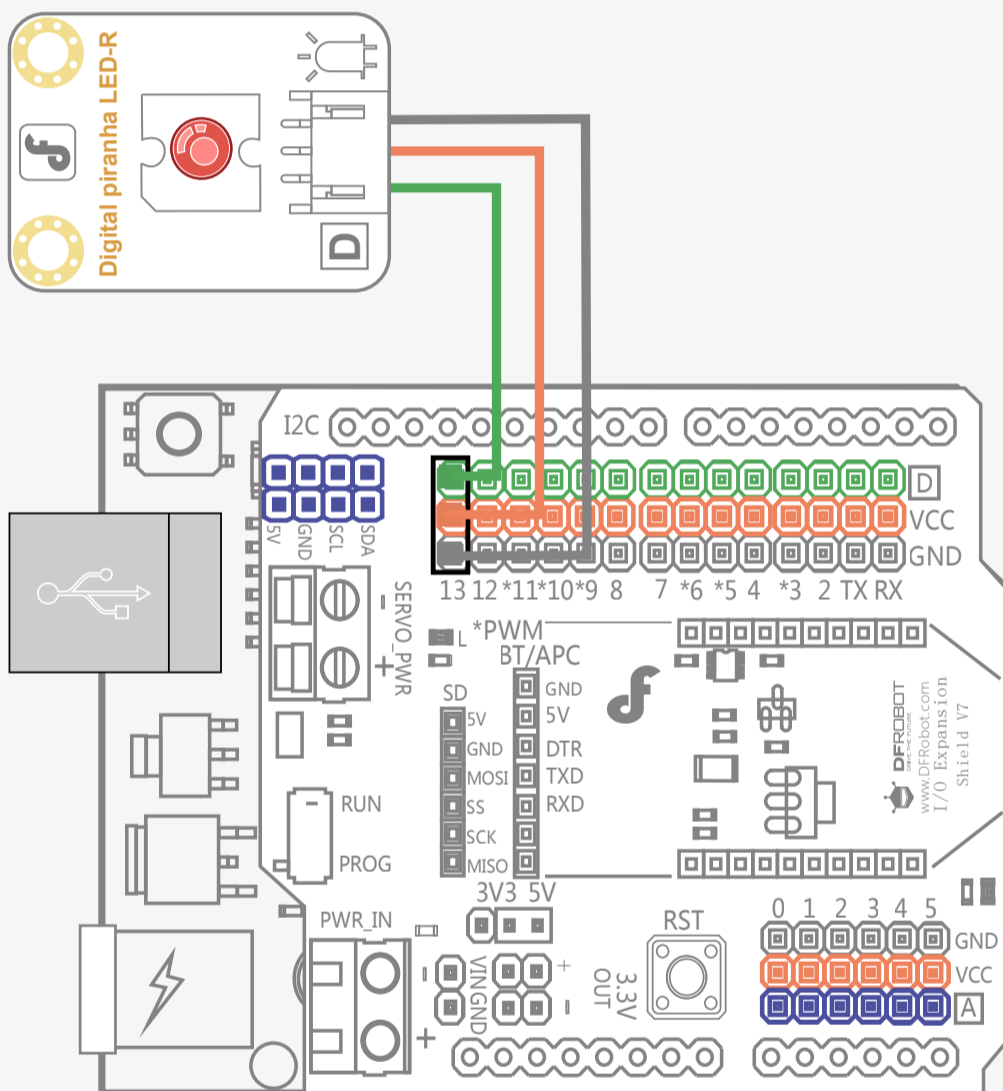 Digital piranha LED-R
D
I2C
5V
GND
SCL
SDA
D
VCC
GND
13 12 *11 *10 *9 8 7 *6 *5 4 *3 2 TX RX
SERVO_PWR
-
+
L
*PWM
BT/APC
GND
5V
DTR
TXD
RXD
SD
5V
GND
MOSI
SS
SCK
MISO
RUN
PROG
DFROBOT
DRIVE THE FUTURE
www.DFRobot.com
I/O Expansion
Shield V7
3V3 5V
PWR_IN
-
+
VIN
GND
+
-
3.3V
OUT
RST
0 1 2 3 4 5
GND
VCC
A